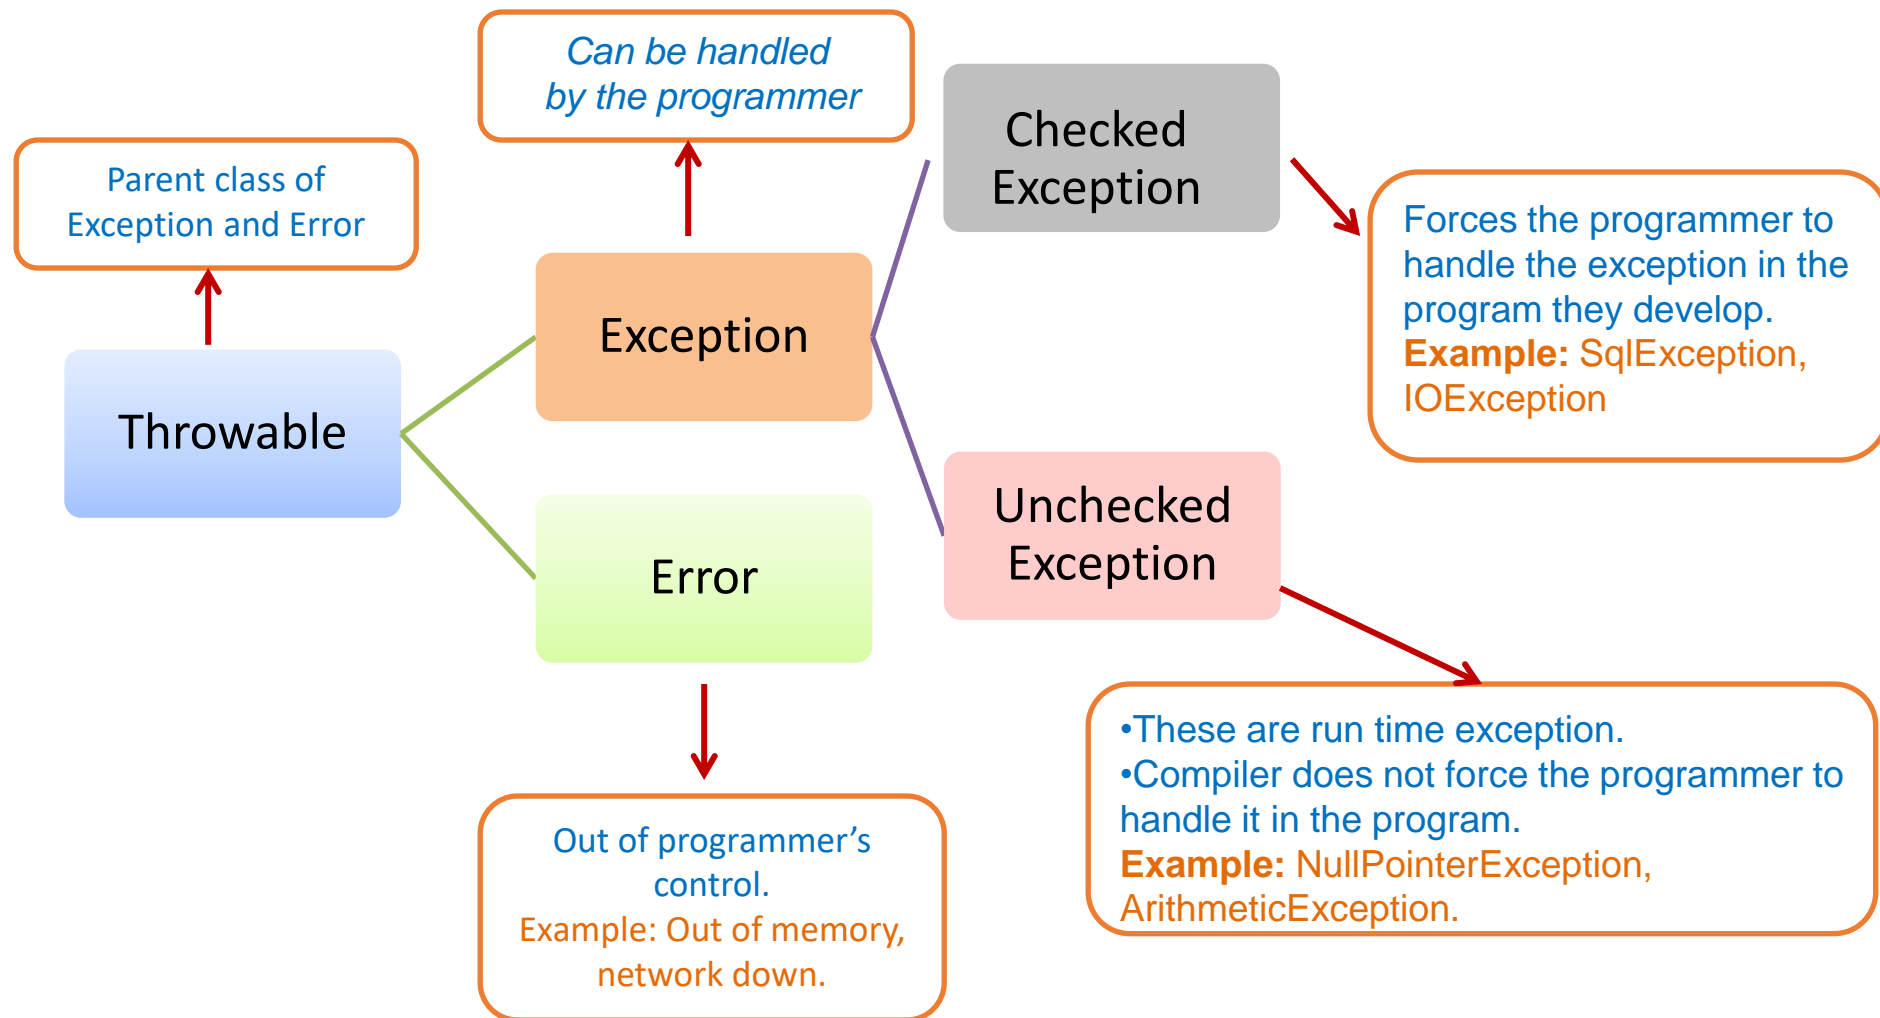 Can be handled
by the programmer
Parent class of
Exception and Error
Throwable
Exception
Error
Checked
Exception
Forces the programmer to
handle the exception in the
program they develop.
Example: SqlException,
IOException
Unchecked
Exception
•These are run time exception.
•Compiler does not force the programmer to
handle it in the program.
Example: NullPointerException,
ArithmeticException.
Out of programmer’s
control.
Example: Out of memory,
network down.